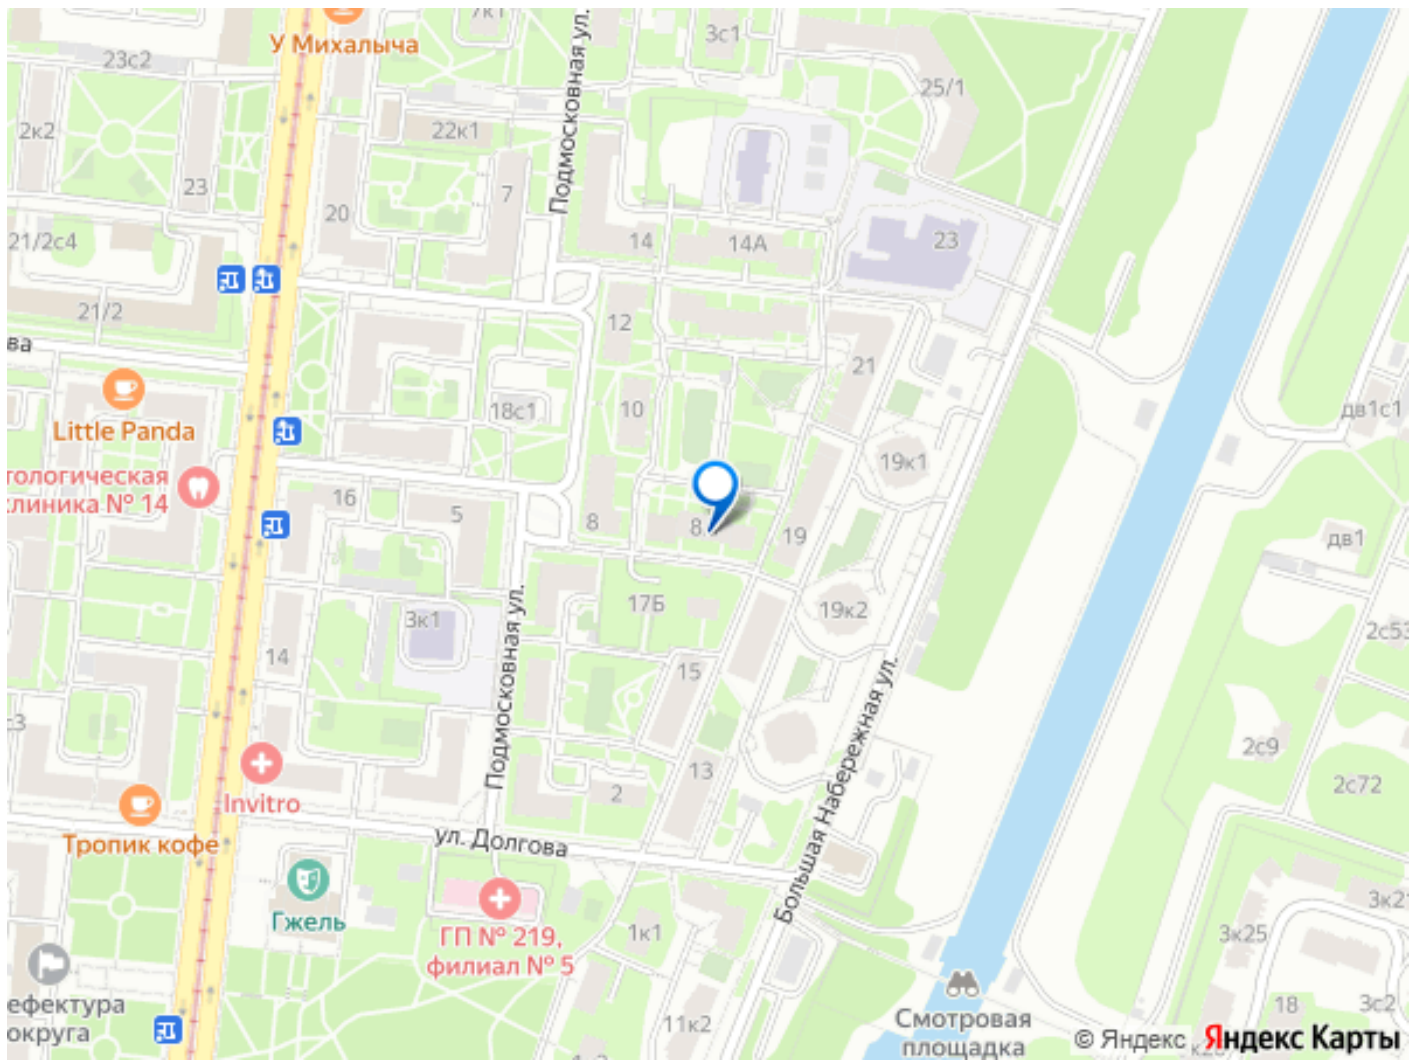 7к1
У Михалыча
3с1
23с2
25/1
2к2
22к1
Подмосковная ул.
23
7
20
21/2с4
14
14А
23
21/2
12
ва
21
Little Panda
10
18с1
дв1с1
тологическая
клиника № 14
19к1
16
5
8
8
19
дв1
17Б
19к2
3к1
2с53
14
Подмосковная ул.
15
Большая Набережная ул.
с3
2с9
13
2
2с72
Invitro
Тропик кофе
ул. Долгова
Гжель
3к21
ГП № 219,
филиал № 5
1к1
3к25
ефектура
округа
18
3с2
11к2
Смотровая
площадка
© Яндекс Яндекс Карты